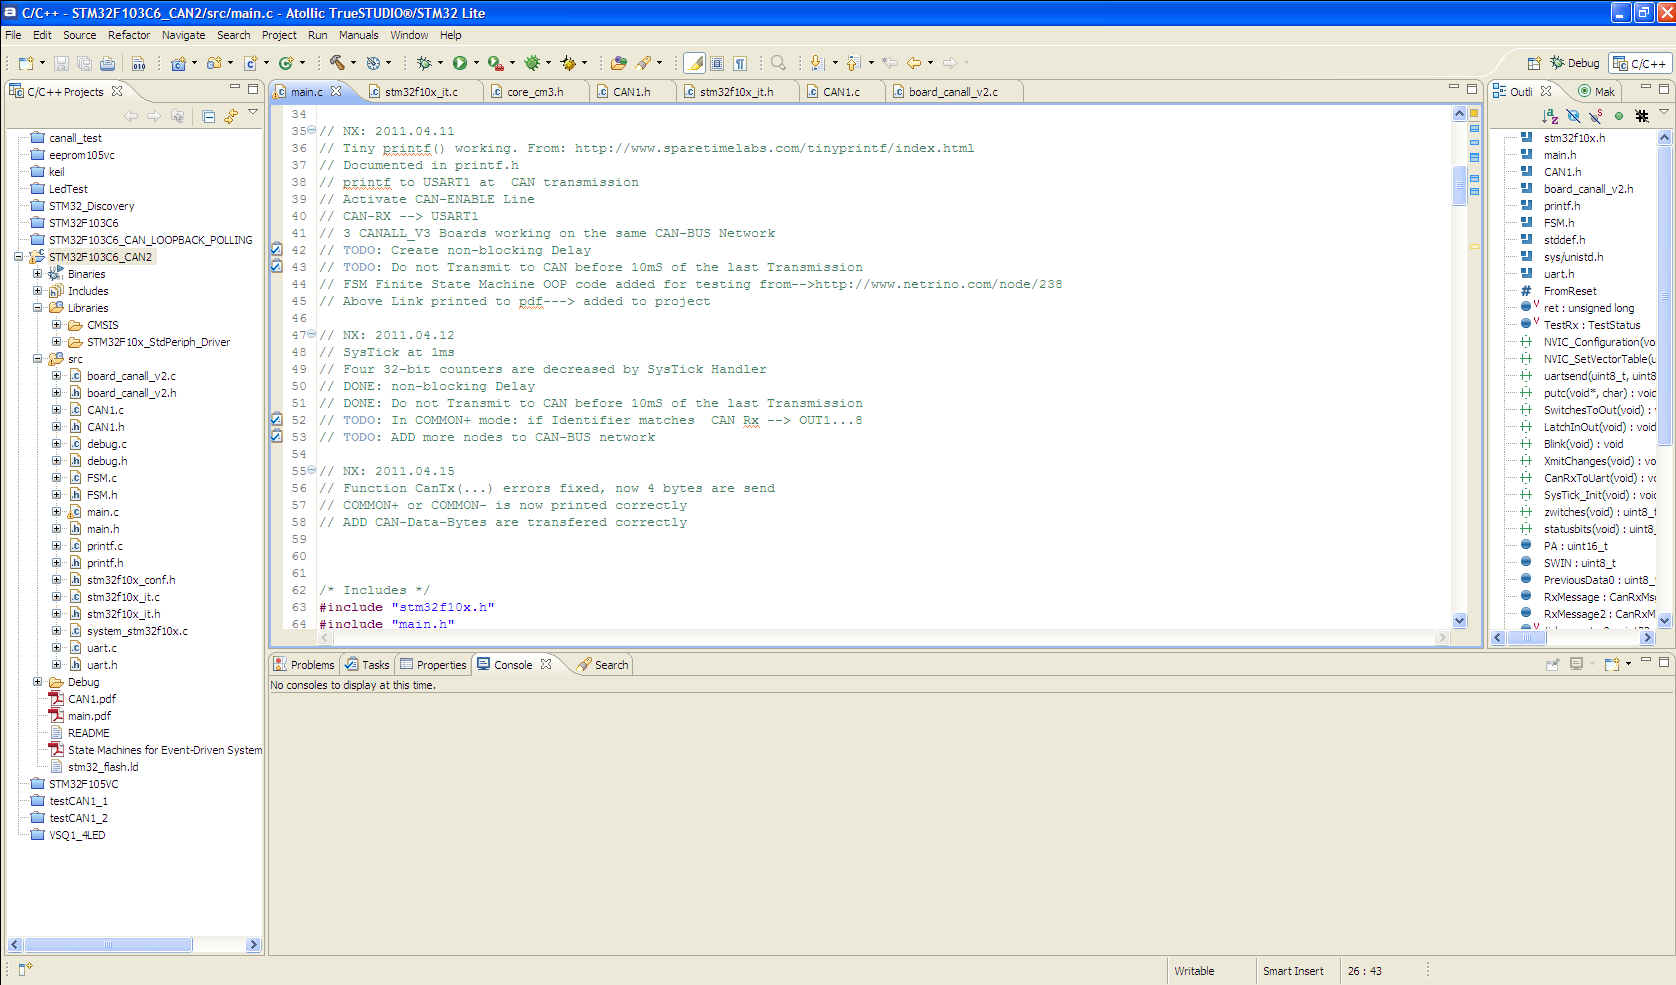 C/C++ - STM32F103C6_CAN2/src/main.c - Atollic TrueSTUDIO®/STM32 Lite
File Edit Source Refactor Navigate Search Project Run Manuals Window Help
Debug C/C++
C/C++ Projects
canall_test
eeprom105vc
keil
LedTest
STM32_Discovery
STM32F103C6
STM32F103C6_CAN_LOOPBACK_POLLING
STM32F103C6_CAN2
Binaries
Includes
Libraries
CMSIS
STM32F10x_StdPeriph_Driver
src
board_canall_v2.c
board_canall_v2.h
CAN1.c
CAN1.h
debug.c
debug.h
FSM.c
FSM.h
main.c
main.h
printf.c
printf.h
stm32f10x_conf.h
stm32f10x_it.c
stm32f10x_it.h
system_stm32f10x.c
uart.c
uart.h
Debug
CAN1.pdf
main.pdf
README
State Machines for Event-Driven System
stm32_flash.ld
STM32F105VC
testCAN1_1
testCAN1_2
VSQ1_4LED
main.c stm32f10x_it.c core_cm3.h CAN1.h stm32f10x_it.h CAN1.c board_canall_v2.c
34
35 // NX: 2011.04.11
36 // Tiny printf() working. From: http://www.sparetimelabs.com/tinyprintf/index.html
37 // Documented in printf.h
38 // printf to USART1 at  CAN transmission
39 // Activate CAN-ENABLE Line
40 // CAN-RX --> USART1
41 // 3 CANALL_V3 Boards working on the same CAN-BUS Network
42 // TODO: Create non-blocking Delay
43 // TODO: Do not Transmit to CAN before 10mS of the last Transmission
44 // FSM Finite State Machine OOP code added for testing from-->http://www.netrino.com/node/238
45 // Above Link printed to pdf---> added to project
46
47 // NX: 2011.04.12
48 // SysTick at 1ms
49 // Four 32-bit counters are decreased by SysTick Handler
50 // DONE: non-blocking Delay
51 // DONE: Do not Transmit to CAN before 10mS of the last Transmission
52 // TODO: In COMMON+ mode: if Identifier matches  CAN Rx --> OUT1...8
53 // TODO: ADD more nodes to CAN-BUS network
54
55 // NX: 2011.04.15
56 // Function CanTx(...) errors fixed, now 4 bytes are send
57 // COMMON+ or COMMON- is now printed correctly
58 // ADD CAN-Data-Bytes are transfered correctly
59
60
61
62 /* Includes */
63 #include "stm32f10x.h"
64 #include "main.h"
Outli Mak
stm32f10x.h
main.h
CAN1.h
board_canall_v2.h
printf.h
FSM.h
stddef.h
sys/unistd.h
uart.h
FromReset
ret : unsigned long
TestRx : TestStatus
NVIC_Configuration(vo
NVIC_SetVectorTable(u
uartsend(uint8_t, uint8
putc(void*, char) : void
SwitchesToOut(void) :
LatchInOut(void) : void
Blink(void) : void
XmitChanges(void) : vo
CanRxToUart(void) : v
SysTick_Init(void) : voi
zwitches(void) : uint8_t
statusbits(void) : uint8_
PA : uint16_t
SWIN : uint8_t
PreviousData0 : uint8_t
RxMessage : CanRxMsg
RxMessage2 : CanRxM
Problems Tasks Properties Console Search
No consoles to display at this time.
Writable Smart Insert 26 : 43